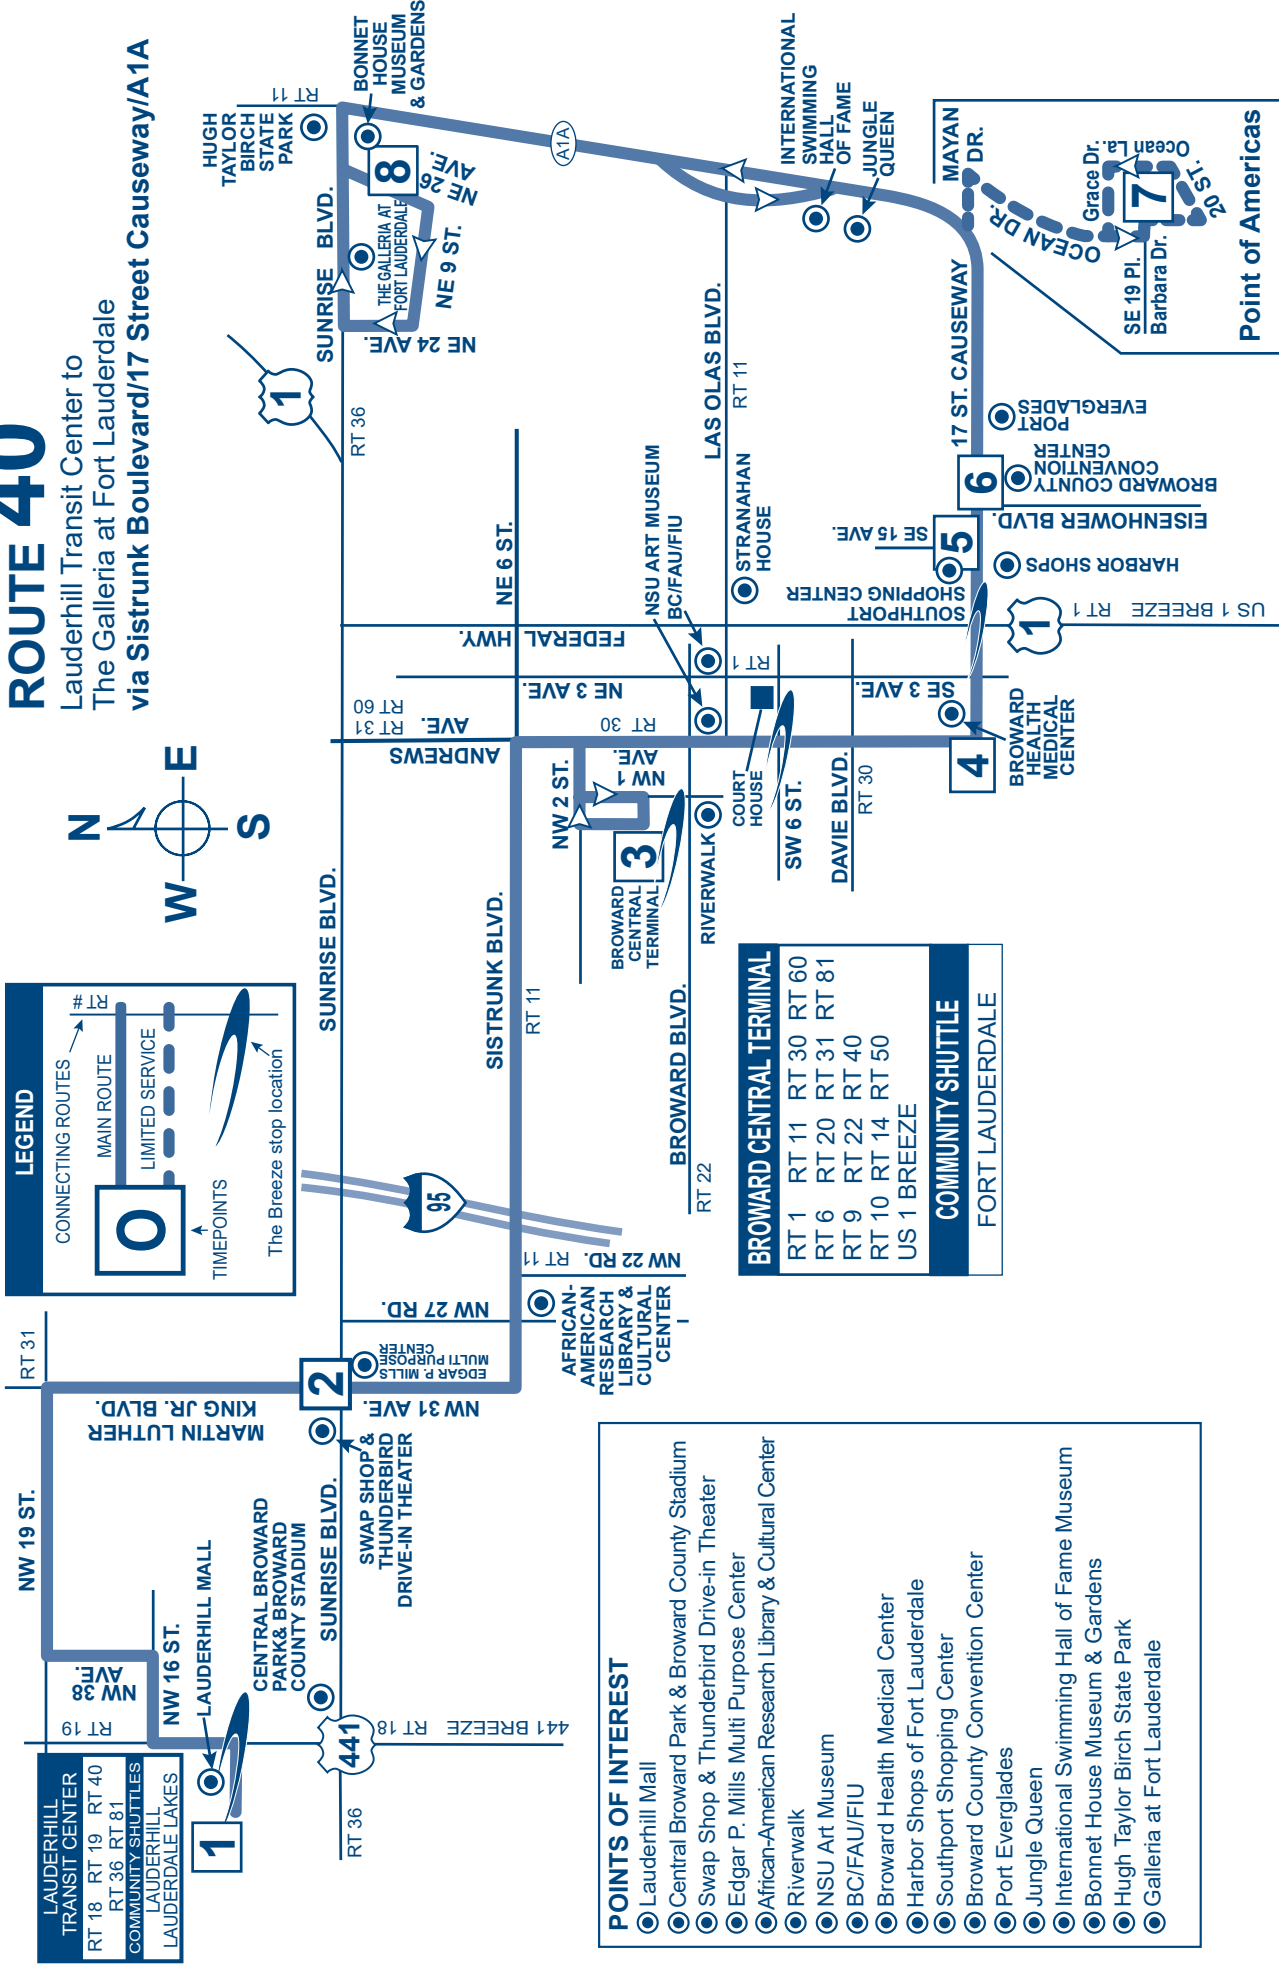 ROUTE 40
Lauderhill Transit Center to
The Galleria at Fort Lauderdale
via Sistrunk Boulevard/17 Street Causeway/A1A
N
W
E
S
LEGEND
CONNECTING ROUTES
RT #
MAIN ROUTE
LIMITED SERVICE
O
TIMEPOINTS
The Breeze stop location
LAUDERHILL
TRANSIT CENTER
RT 18 RT 19 RT 40
RT 36 RT 81
COMMUNITY SHUTTLES
LAUDERHILL
LAUDERDALE LAKES
1
RT 19
NW 38
AVE.
NW 16 ST.
LAUDERHILL MALL
NW 19 ST.
RT 31
MARTIN LUTHER
KING JR. BLVD.
CENTRAL BROWARD
PARK& BROWARD
COUNTY STADIUM
SUNRISE BLVD.
441
RT 18
441 BREEZE
RT 36
2
SWAP SHOP &
THUNDERBIRD
DRIVE-IN THEATER
NW 31 AVE.
EDGAR P. MILLS
MULTI PURPOSE
CENTER
NW 27 RD.
AFRICAN-
AMERICAN
RESEARCH
LIBRARY &
CULTURAL
CENTER
NW 22 RD.
RT 11
95
SUNRISE BLVD.
SISTRUNK BLVD.
RT 11
BROWARD BLVD.
RT 22
ANDREWS
AVE.
RT 31
RT 60
NE 6 ST.
NE 3 AVE.
FEDERAL
HWY.
RT 30
NW 2 ST.
NW 1
AVE.
3
BROWARD
CENTRAL
TERMINAL
RIVERWALK
COURT
HOUSE
NSU ART MUSEUM
BC/FAU/FIU
RT 1
STRANAHAN
HOUSE
SW 6 ST.
DAVIE BLVD.
RT 30
SE 3 AVE.
4
BROWARD
HEALTH
MEDICAL
CENTER
SOUTHPORT
SHOPPING CENTER
1
RT 1
US 1 BREEZE
SE 15 AVE.
5
HARBOR SHOPS
EISENHOWER BLVD.
6
BROWARD COUNTY
CONVENTION
CENTER
PORT
EVERGLADES
17 ST. CAUSEWAY
LAS OLAS BLVD.
RT 11
1
RT 36
SUNRISE BLVD.
THE GALLERIA AT
FORT LAUDERDALE
NE 24 AVE.
NE 9 ST.
NE 26
AVE.
8
HUGH
TAYLOR
BIRCH
STATE
PARK
RT 11
BONNET
HOUSE
MUSEUM
& GARDENS
A1A
INTERNATIONAL
SWIMMING
HALL
OF FAME
JUNGLE
QUEEN
MAYAN
DR.
OCEAN DR.
Grace Dr.
Ocean La.
7
20 ST.
SE 19 Pl.
Barbara Dr.
Point of Americas
BROWARD CENTRAL TERMINAL
RT 1 RT 11 RT 30 RT 60
RT 6 RT 20 RT 31 RT 81
RT 9 RT 22 RT 40
RT 10 RT 14 RT 50
US 1 BREEZE
COMMUNITY SHUTTLE
FORT LAUDERDALE
POINTS OF INTEREST
Lauderhill Mall
Central Broward Park & Broward County Stadium
Swap Shop & Thunderbird Drive-in Theater
Edgar P. Mills Multi Purpose Center
African-American Research Library & Cultural Center
Riverwalk
NSU Art Museum
BC/FAU/FIU
Broward Health Medical Center
Harbor Shops of Fort Lauderdale
Southport Shopping Center
Broward County Convention Center
Port Everglades
Jungle Queen
International Swimming Hall of Fame Museum
Bonnet House Museum & Gardens
Hugh Taylor Birch State Park
Galleria at Fort Lauderdale